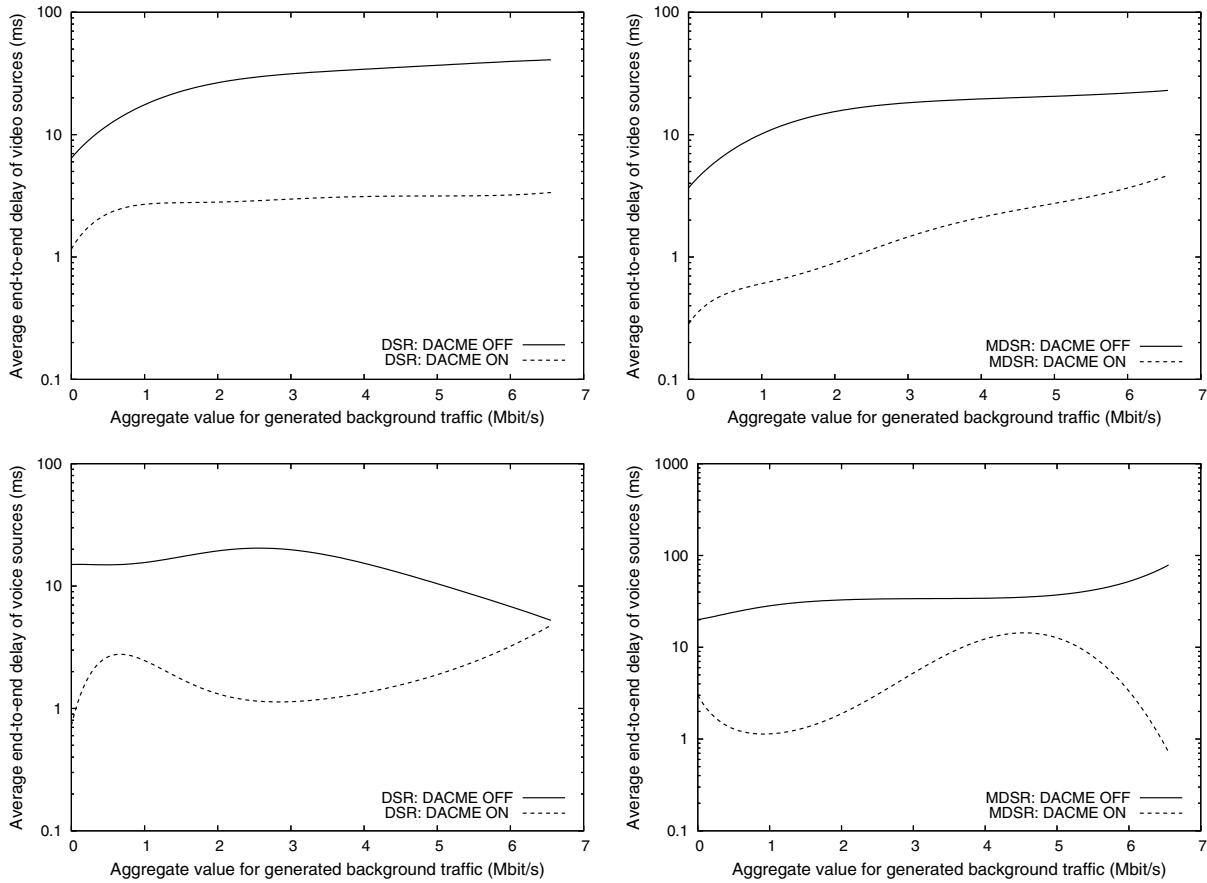 Average end-to-end delay of video sources (ms)
100
10
1
0.1
0 1 2 3 4 5 6 7
Aggregate value for generated background traffic (Mbit/s)
DSR: DACME OFF
DSR: DACME ON
Average end-to-end delay of video sources (ms)
100
10
1
0.1
0 1 2 3 4 5 6 7
Aggregate value for generated background traffic (Mbit/s)
MDSR: DACME OFF
MDSR: DACME ON
Average end-to-end delay of voice sources (ms)
100
10
1
0.1
0 1 2 3 4 5 6 7
Aggregate value for generated background traffic (Mbit/s)
DSR: DACME OFF
DSR: DACME ON
Average end-to-end delay of voice sources (ms)
1000
100
10
1
0.1
0 1 2 3 4 5 6 7
Aggregate value for generated background traffic (Mbit/s)
MDSR: DACME OFF
MDSR: DACME ON